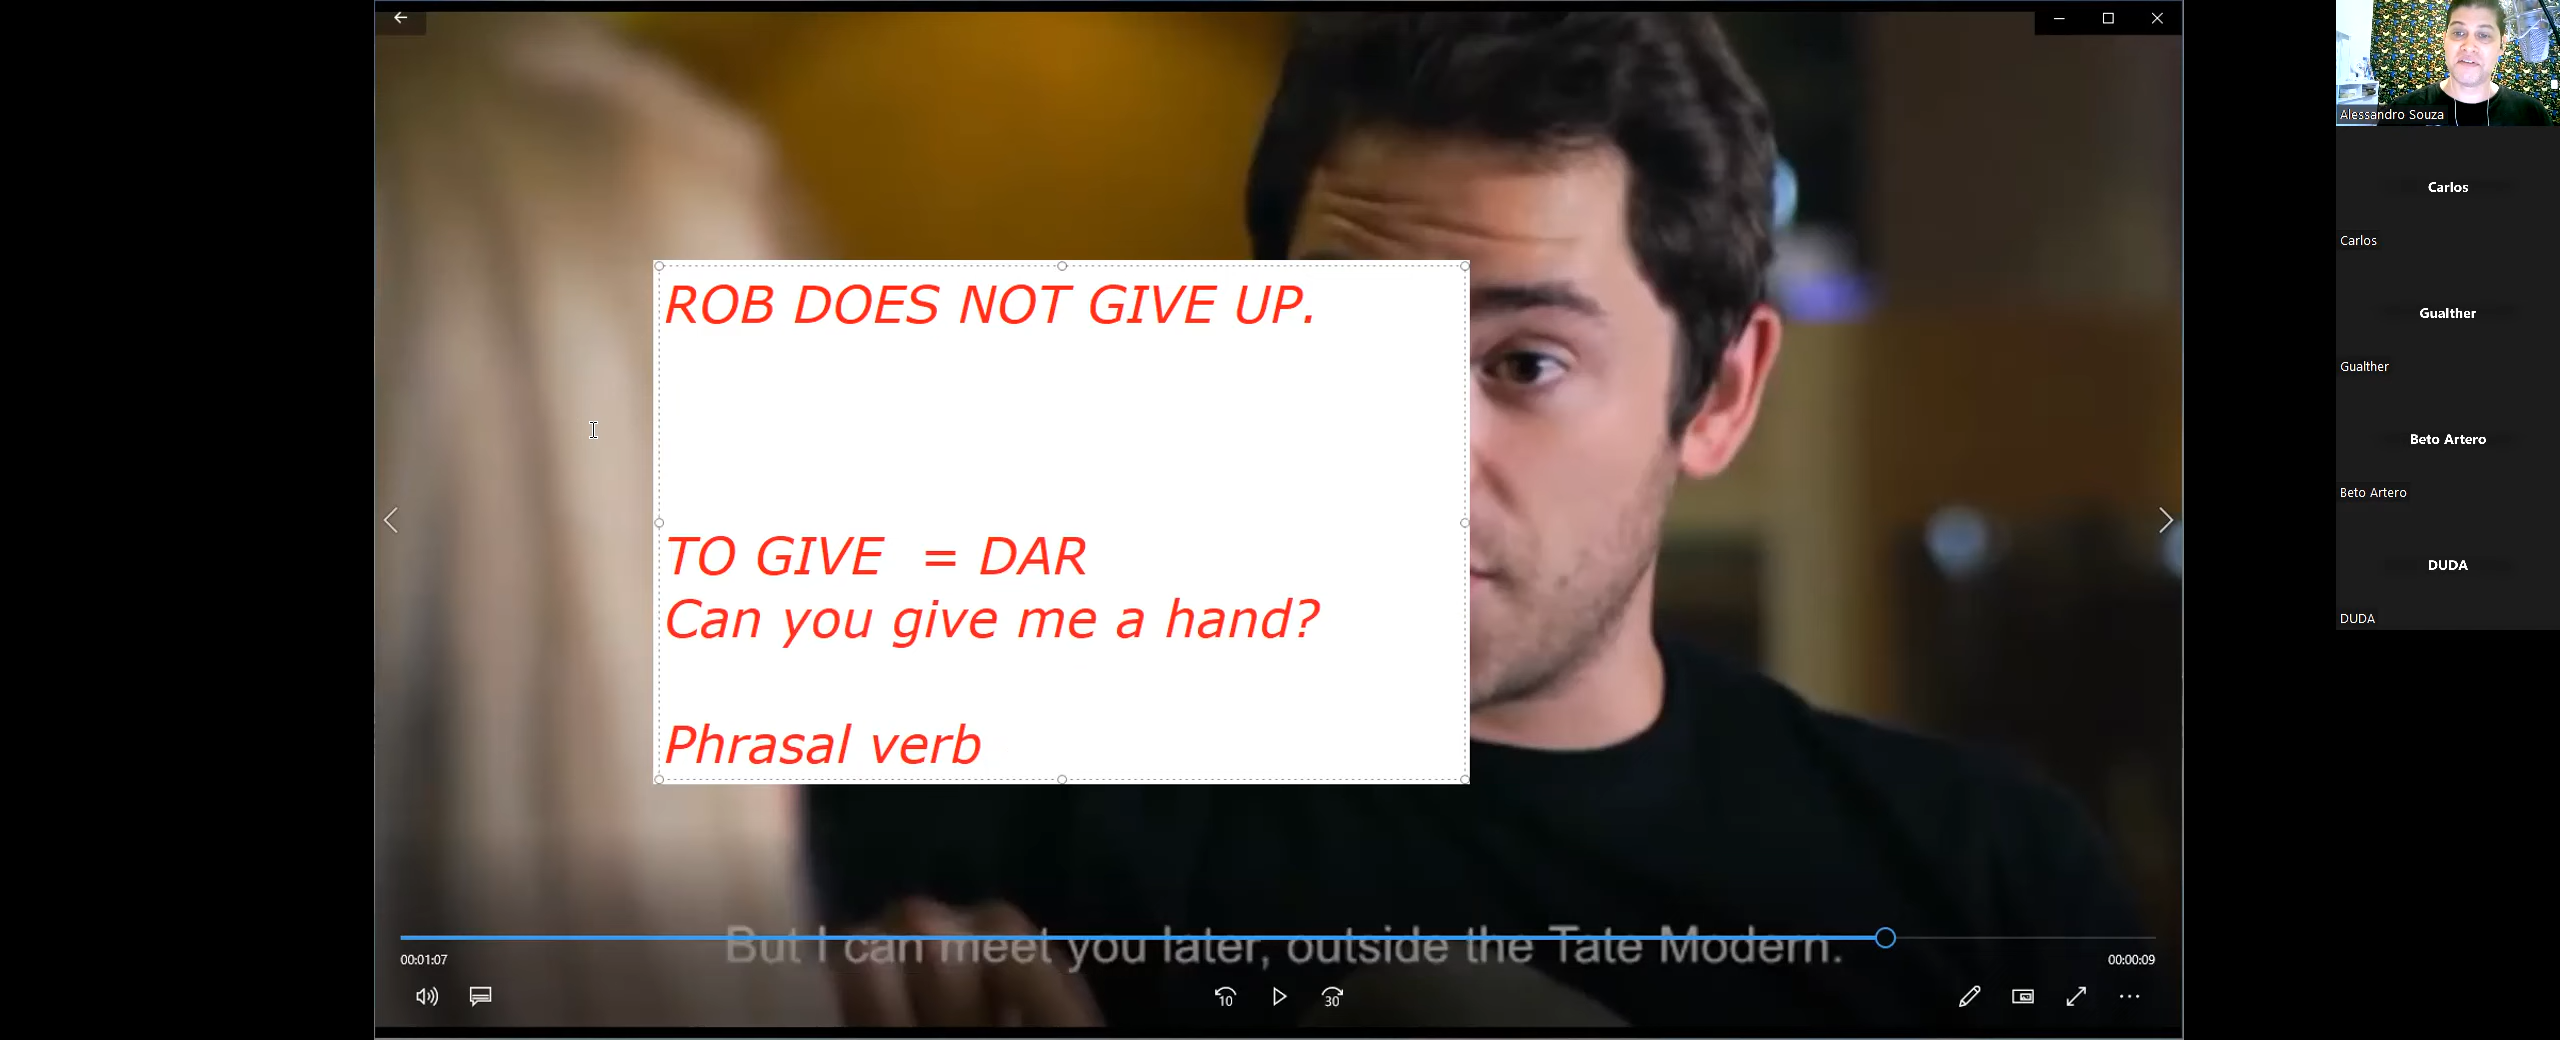 ROB DOES NOT GIVE UP.
TO GIVE  = DAR
Can you give me a hand?
Phrasal verb
But I can meet you later, outside the Tate Modern.
00:01:07
00:00:09
10
30
Alessandro Souza
Carlos
Carlos
Gualther
Gualther
Beto Artero
Beto Artero
DUDA
DUDA